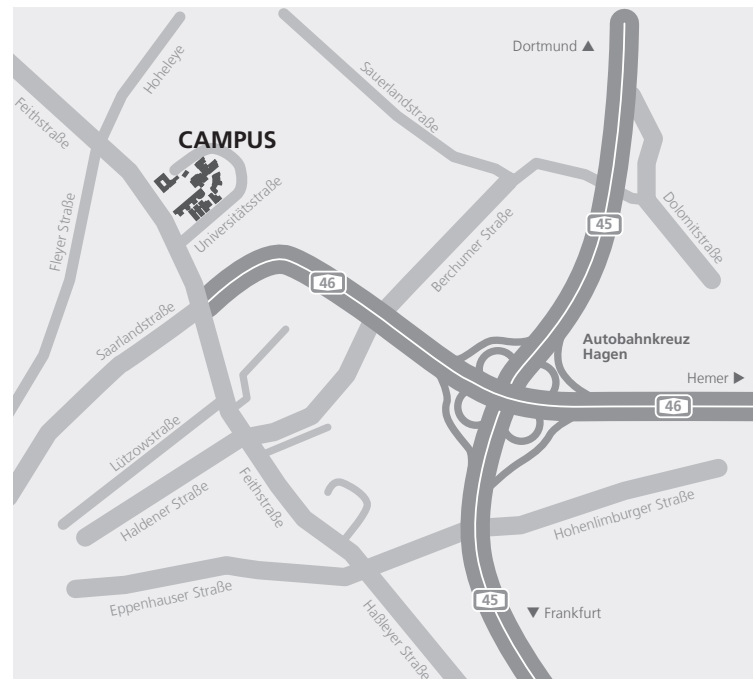 Dortmund ▲
Hoheleye
Sauerlandstraße
Feithstraße
CAMPUS
Fleyer Straße
Universitätsstraße
Dolomitstraße
Berchumer Straße
45
46
Saarlandstraße
Autobahnkreuz
Hagen
Hemer ▶
46
Lützowstraße
Haldener Straße
Feithstraße
Hohenlimburger Straße
Eppenhauser Straße
45
▼ Frankfurt
Haßleyer Straße